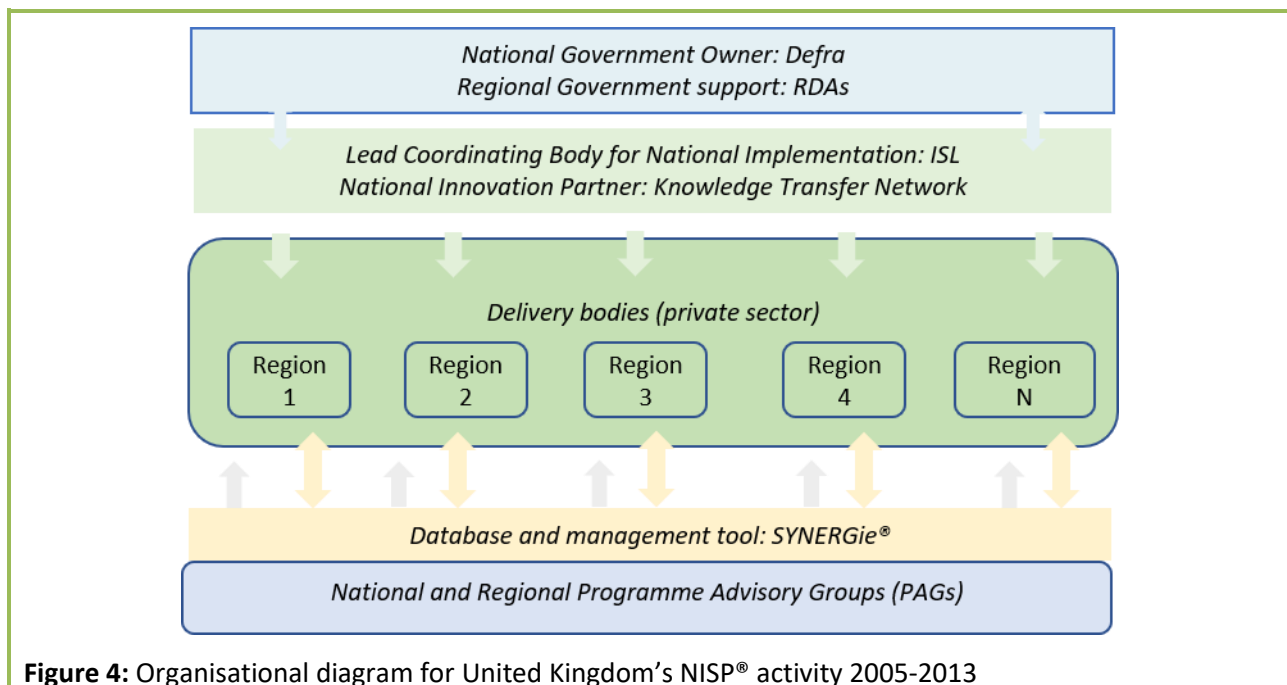 National Government Owner: Defra
Regional Government support: RDAs
Lead Coordinating Body for National Implementation: ISL
National Innovation Partner: Knowledge Transfer Network
Delivery bodies (private sector)
Region
1
Region
2
Region
3
Region
4
Region
N
Database and management tool: SYNERGie®
National and Regional Programme Advisory Groups (PAGs)
Figure 4: Organisational diagram for United Kingdom’s NISP® activity 2005-2013